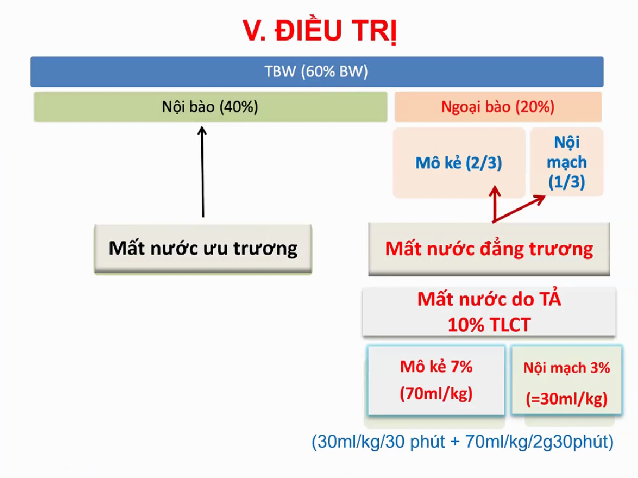 V. ĐIỀU TRỊ
TBW (60% BW)
Nội bào (40%)
Ngoại bào (20%)
Mô kẻ (2/3)
Nội
mạch
(1/3)
Mất nước ưu trương
Mất nước đẳng trương
Mất nước do TẢ
10% TLCT
Mô kẻ 7%
(70ml/kg)
Nội mạch 3%
(=30ml/kg)
(30ml/kg/30 phút + 70ml/kg/2g30phút)